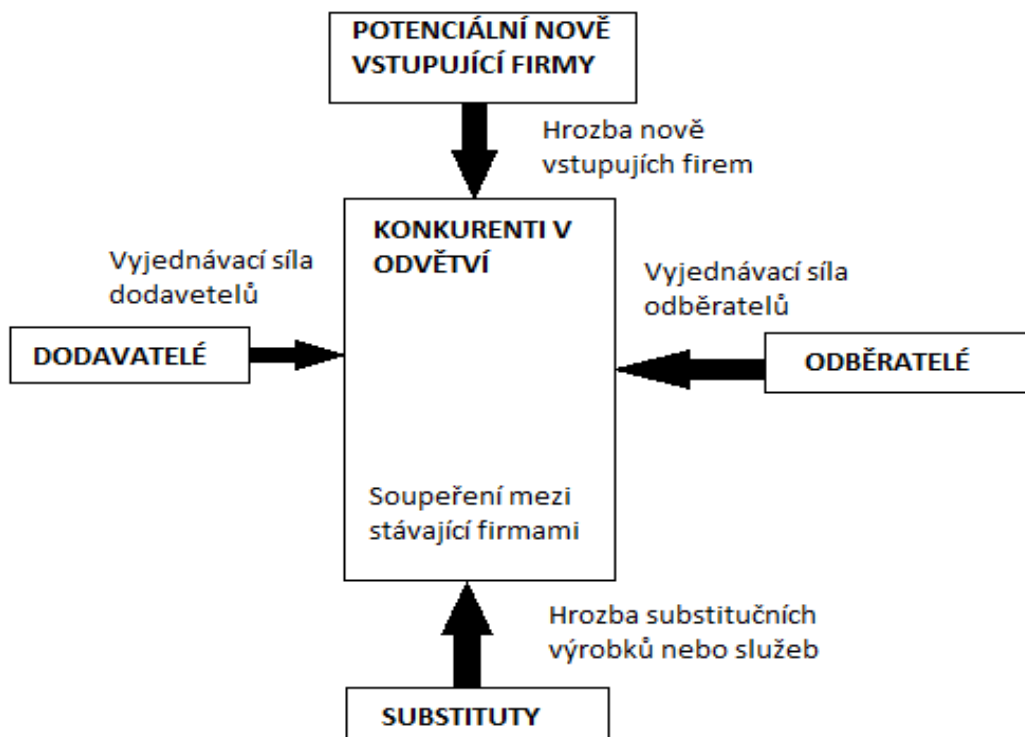 POTENCIÁLNÍ NOVĚ
VSTUPUJÍCÍ FIRMY
Hrozba nově
vstupujích firem
KONKURENTI V
ODVĚTVÍ
Vyjednávací síla
dodavetelů
Vyjednávací síla
odběratelů
DODAVATELÉ
ODBĚRATELÉ
Soupeření mezi
stávající firmami
Hrozba substitučních
výrobků nebo služeb
SUBSTITUTY